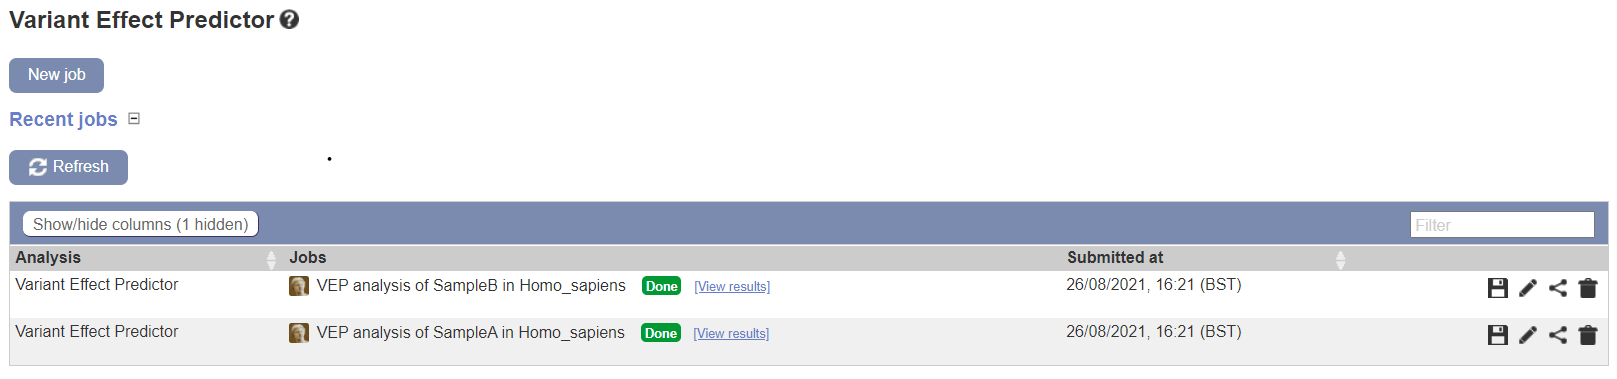 Variant Effect Predictor ?
New job
Recent jobs
Refresh
Show/hide columns (1 hidden) Filter
Analysis Jobs Submitted at
Variant Effect Predictor VEP analysis of SampleB in Homo_sapiens Done [View results] 26/08/2021, 16:21 (BST)
Variant Effect Predictor VEP analysis of SampleA in Homo_sapiens Done [View results] 26/08/2021, 16:21 (BST)